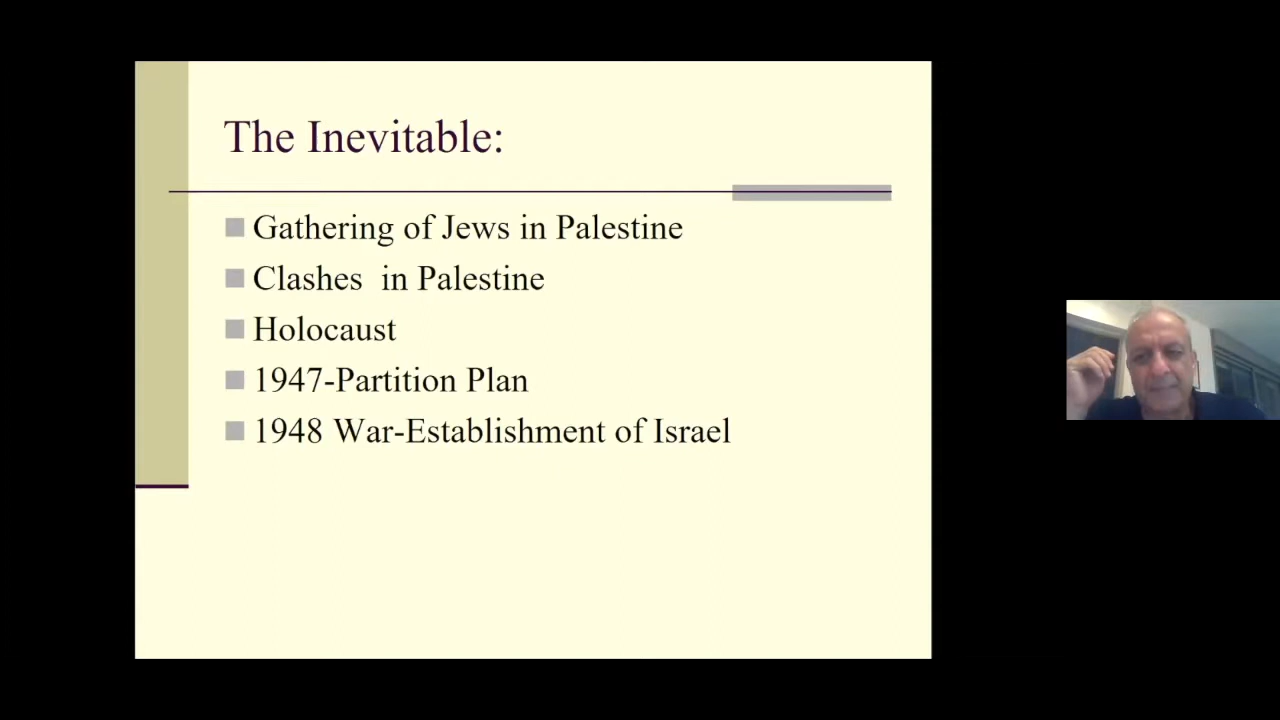 The Inevitable:
Gathering of Jews in Palestine
Clashes in Palestine
Holocaust
1947-Partition Plan
1948 War-Establishment of Israel